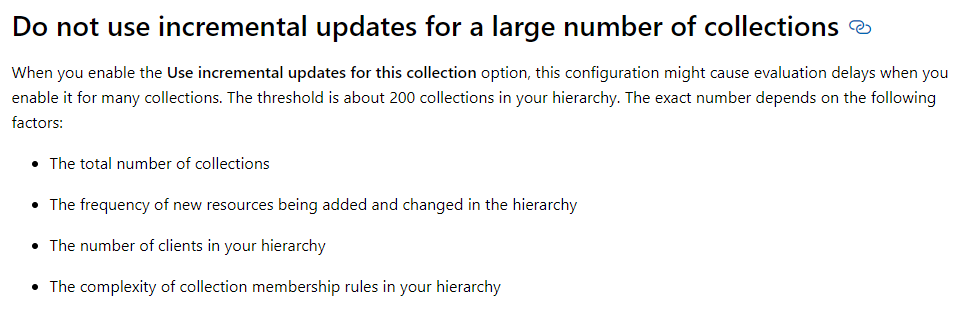 Do not use incremental updates for a large number of collections
When you enable the Use incremental updates for this collection option, this configuration might cause evaluation delays when you
enable it for many collections. The threshold is about 200 collections in your hierarchy. The exact number depends on the following
factors:
• The total number of collections
• The frequency of new resources being added and changed in the hierarchy
• The number of clients in your hierarchy
• The complexity of collection membership rules in your hierarchy